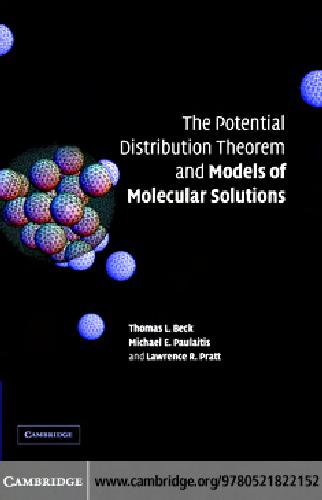 The Potential
Distribution Theorem
and Models of
Molecular Solutions
Thomas L. Beck
Michael E. Paulaitis
and Lawrence R. Pratt
CAMBRIDGE
CAMBRIDGE
www.cambridge.org/9780521822152